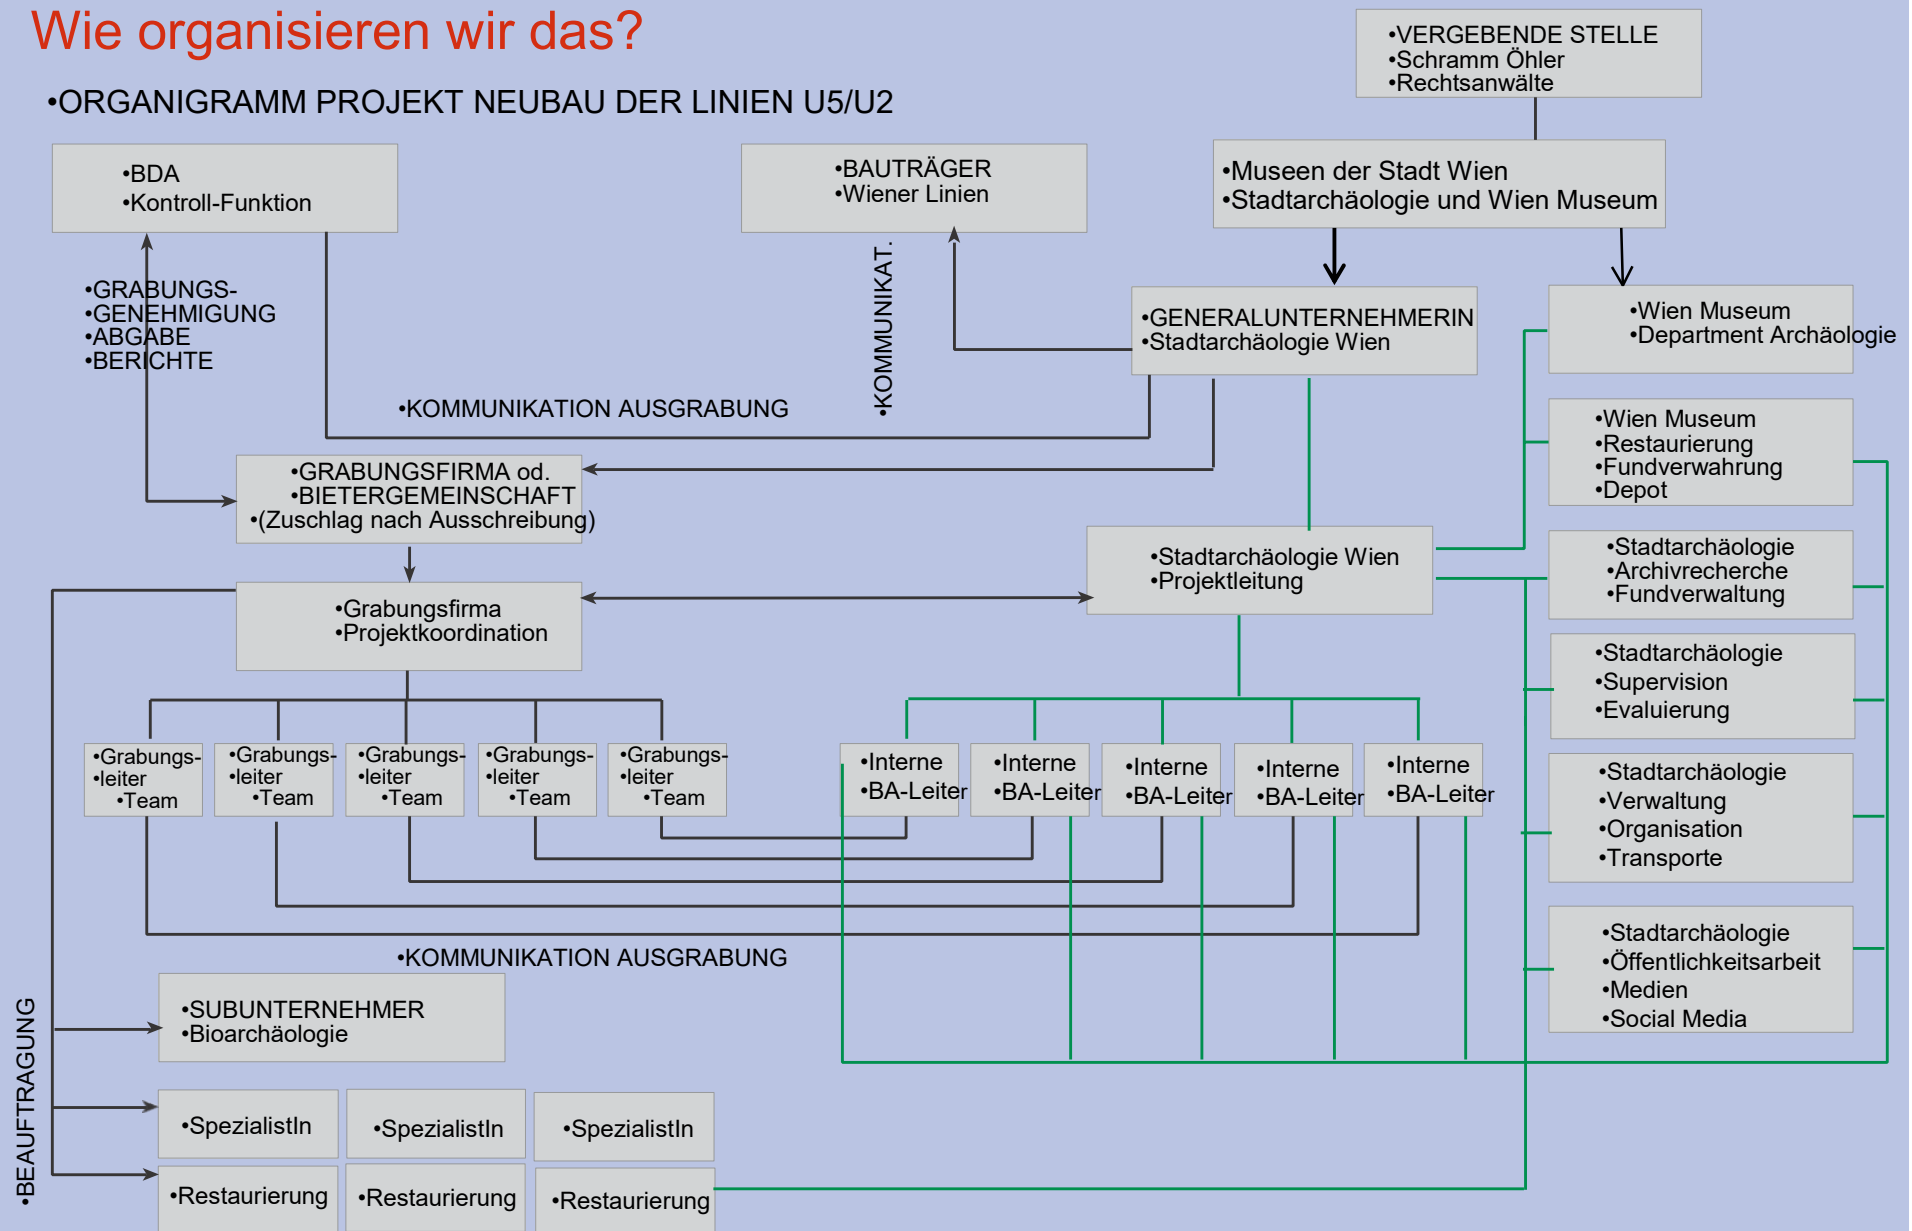 Wie organisieren wir das?
•ORGANIGRAMM PROJEKT NEUBAU DER LINIEN U5/U2
•VERGEBENDE STELLE
•Schramm Öhler
•Rechtsanwälte
•BDA
•Kontroll-Funktion
•BAUTRÄGER
•Wiener Linien
•Museen der Stadt Wien
•Stadtarchäologie und Wien Museum
•GRABUNGS-
•GENEHMIGUNG
•ABGABE
•BERICHTE
•KOMMUNIKAT.
•GENERALUNTERNEHMERIN
•Stadtarchäologie Wien
•Wien Museum
•Department Archäologie
•KOMMUNIKATION AUSGRABUNG
•Wien Museum
•Restaurierung
•Fundverwahrung
•Depot
•GRABUNGSFIRMA od.
•BIETERGEMEINSCHAFT
•(Zuschlag nach Ausschreibung)
•Stadtarchäologie Wien
•Projektleitung
•Stadtarchäologie
•Archivrecherche
•Fundverwaltung
•Grabungsfirma
•Projektkoordination
•Stadtarchäologie
•Supervision
•Evaluierung
•Grabungs-
•leiter
•Team
•Grabungs-
•leiter
•Team
•Grabungs-
•leiter
•Team
•Grabungs-
•leiter
•Team
•Grabungs-
•leiter
•Team
•Interne
•BA-Leiter
•Interne
•BA-Leiter
•Interne
•BA-Leiter
•Interne
•BA-Leiter
•Interne
•BA-Leiter
•Stadtarchäologie
•Verwaltung
•Organisation
•Transporte
•KOMMUNIKATION AUSGRABUNG
•Stadtarchäologie
•Öffentlichkeitsarbeit
•Medien
•Social Media
•BEAUFTRAGUNG
•SUBUNTERNEHMER
•Bioarchäologie
•SpezialistIn
•SpezialistIn
•SpezialistIn
•Restaurierung
•Restaurierung
•Restaurierung